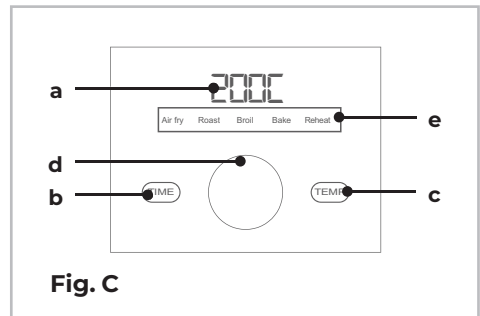 a
200C
Air fry Roast Broil Bake Reheat
e
d
b
TIME
TEMP
c
Fig. C